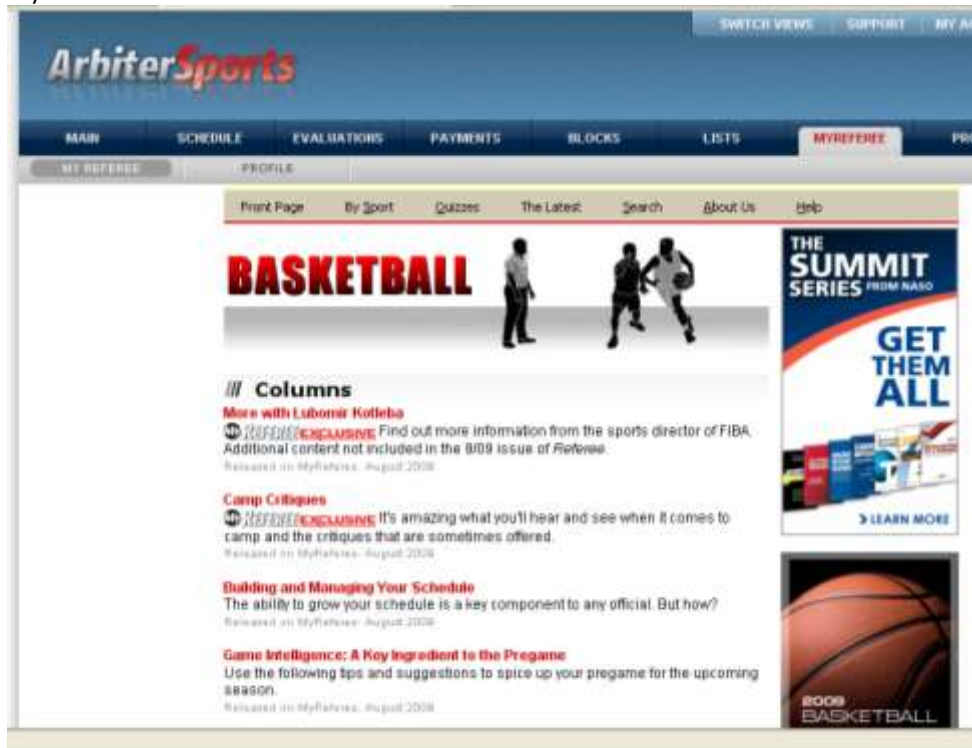 SWITCH VIEWS SUPPORT MY A
ArbiterSports
MAIN SCHEDULE EVALUATIONS PAYMENTS BLOCKS LISTS MYREFEREE PR
MY REFEREE PROFILE
Front Page By Sport Quizzes The Latest Search About Us Help
BASKETBALL
THE
SUMMIT
SERIES FROM NASO
GET
THEM
ALL
LEARN MORE
Columns
More with Lubomir Kotleba
MY REFEREE EXCLUSIVE Find out more information from the sports director of FIBA.
Additional content not included in the 9/09 issue of Referee.
Released on MyReferee: August 2009
Camp Critiques
MY REFEREE EXCLUSIVE It's amazing what you'll hear and see when it comes to
camp and the critiques that are sometimes offered.
Released on MyReferee: August 2009
Building and Managing Your Schedule
The ability to grow your schedule is a key component to any official. But how?
Released on MyReferee: August 2009
Game Intelligence: A Key Ingredient to the Pregame
Use the following tips and suggestions to spice up your pregame for the upcoming
season.
Released on MyReferee: August 2009
2009
BASKETBALL